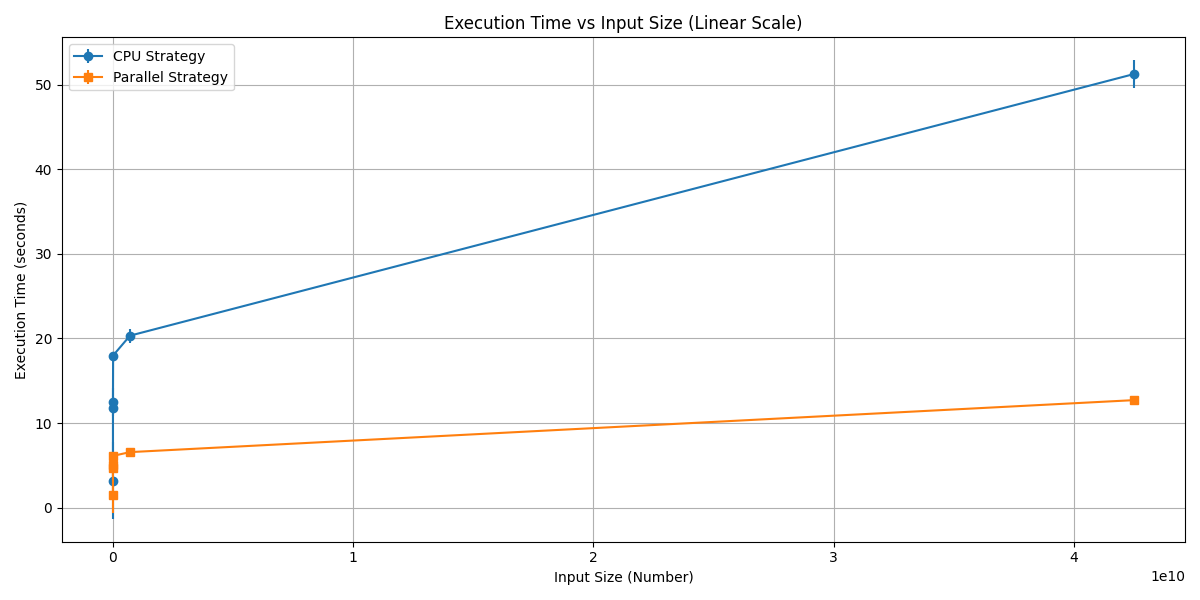 Execution Time vs Input Size (Linear Scale)
CPU Strategy
Parallel Strategy
Execution Time (seconds)
50
40
30
20
10
0
0 1 2 3 4
1e10
Input Size (Number)